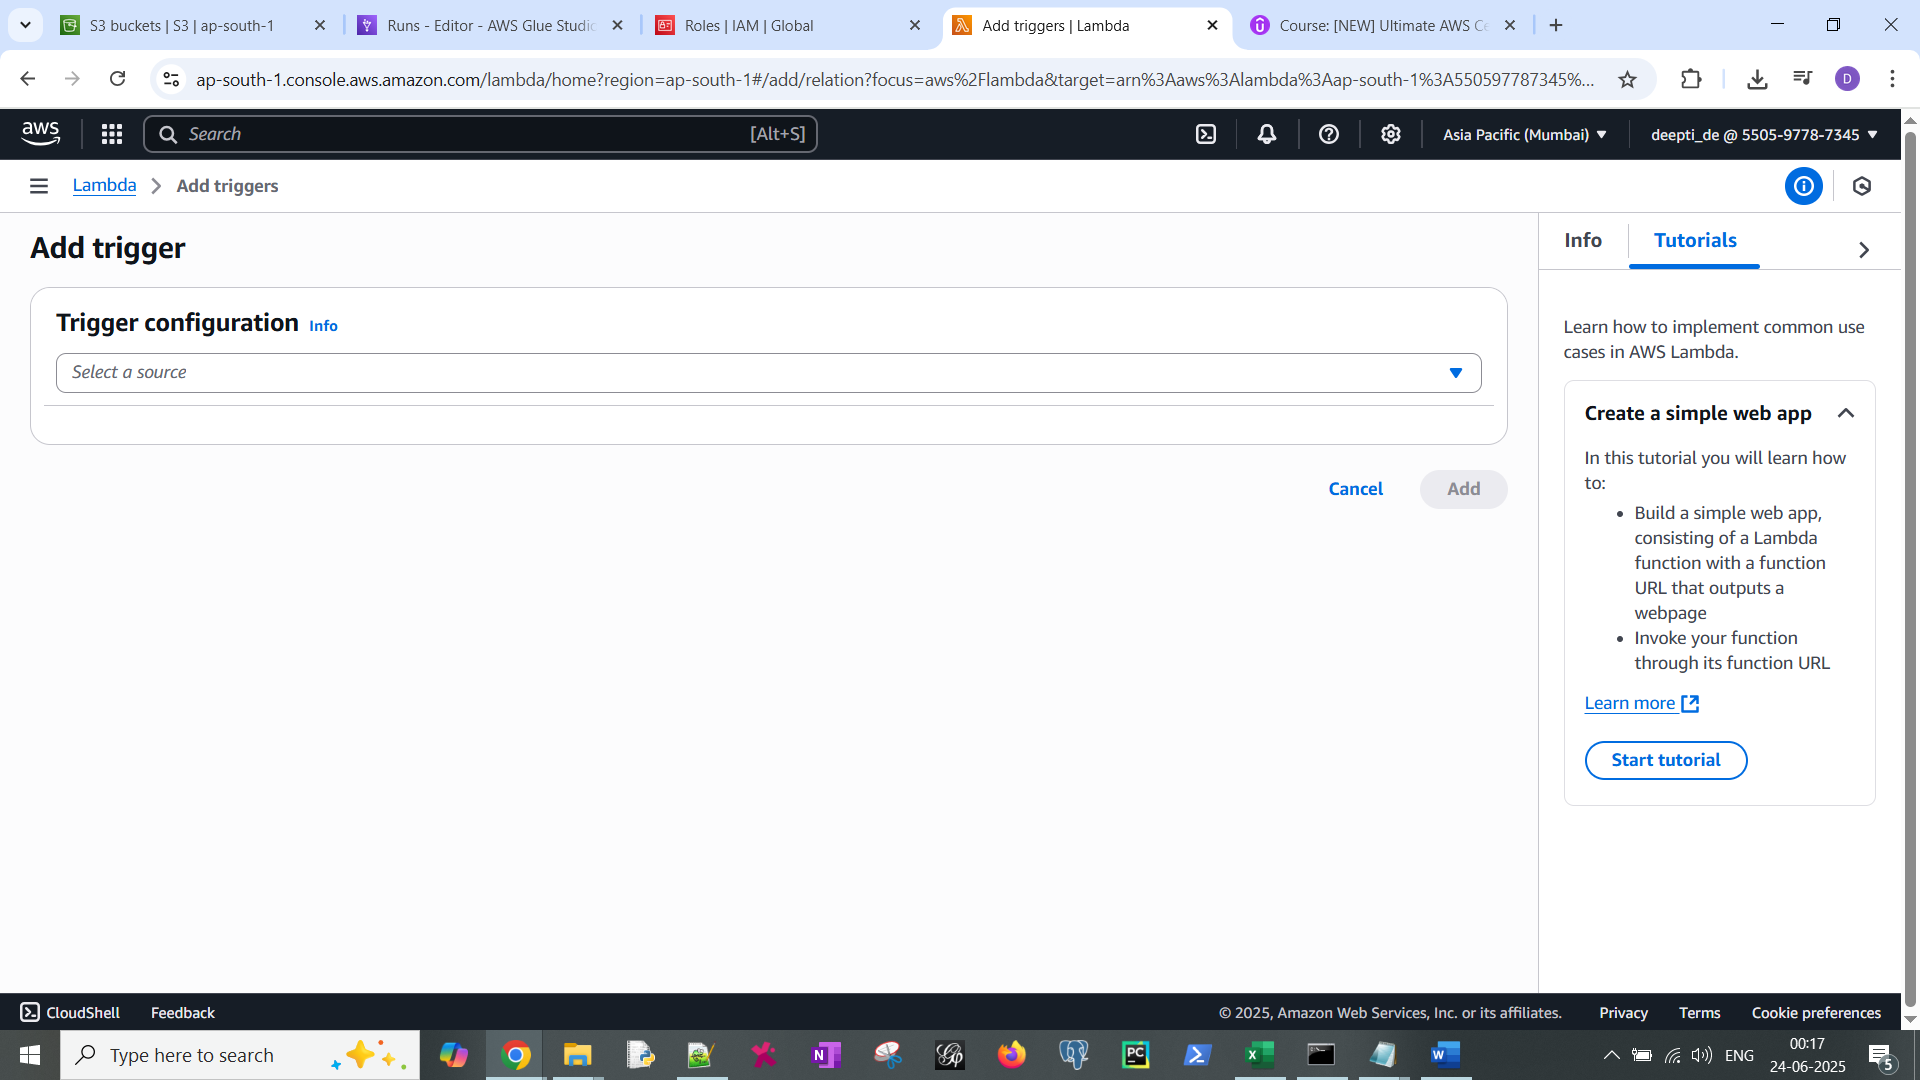 S3 buckets | S3 | ap-south-1
Runs - Editor - AWS Glue Studio
Roles | IAM | Global
Add triggers | Lambda
Course: [NEW] Ultimate AWS Ce
ap-south-1.console.aws.amazon.com/lambda/home?region=ap-south-1#/add/relation?focus=aws%2Flambda&target=arn%3Aaws%3Alambda%3Aap-south-1%3A550597787345%...
D
aws
Search
[Alt+S]
Asia Pacific (Mumbai)
deepti_de @ 5505-9778-7345
Lambda
Add triggers
Add trigger
Trigger configuration Info
Select a source
Cancel
Add
Info
Tutorials
Learn how to implement common use
cases in AWS Lambda.
Create a simple web app
In this tutorial you will learn how
to:
• Build a simple web app,
consisting of a Lambda
function with a function
URL that outputs a
webpage
• Invoke your function
through its function URL
Learn more
Start tutorial
CloudShell
Feedback
© 2025, Amazon Web Services, Inc. or its affiliates.
Privacy
Terms
Cookie preferences
Type here to search
ENG
00:17
24-06-2025
5